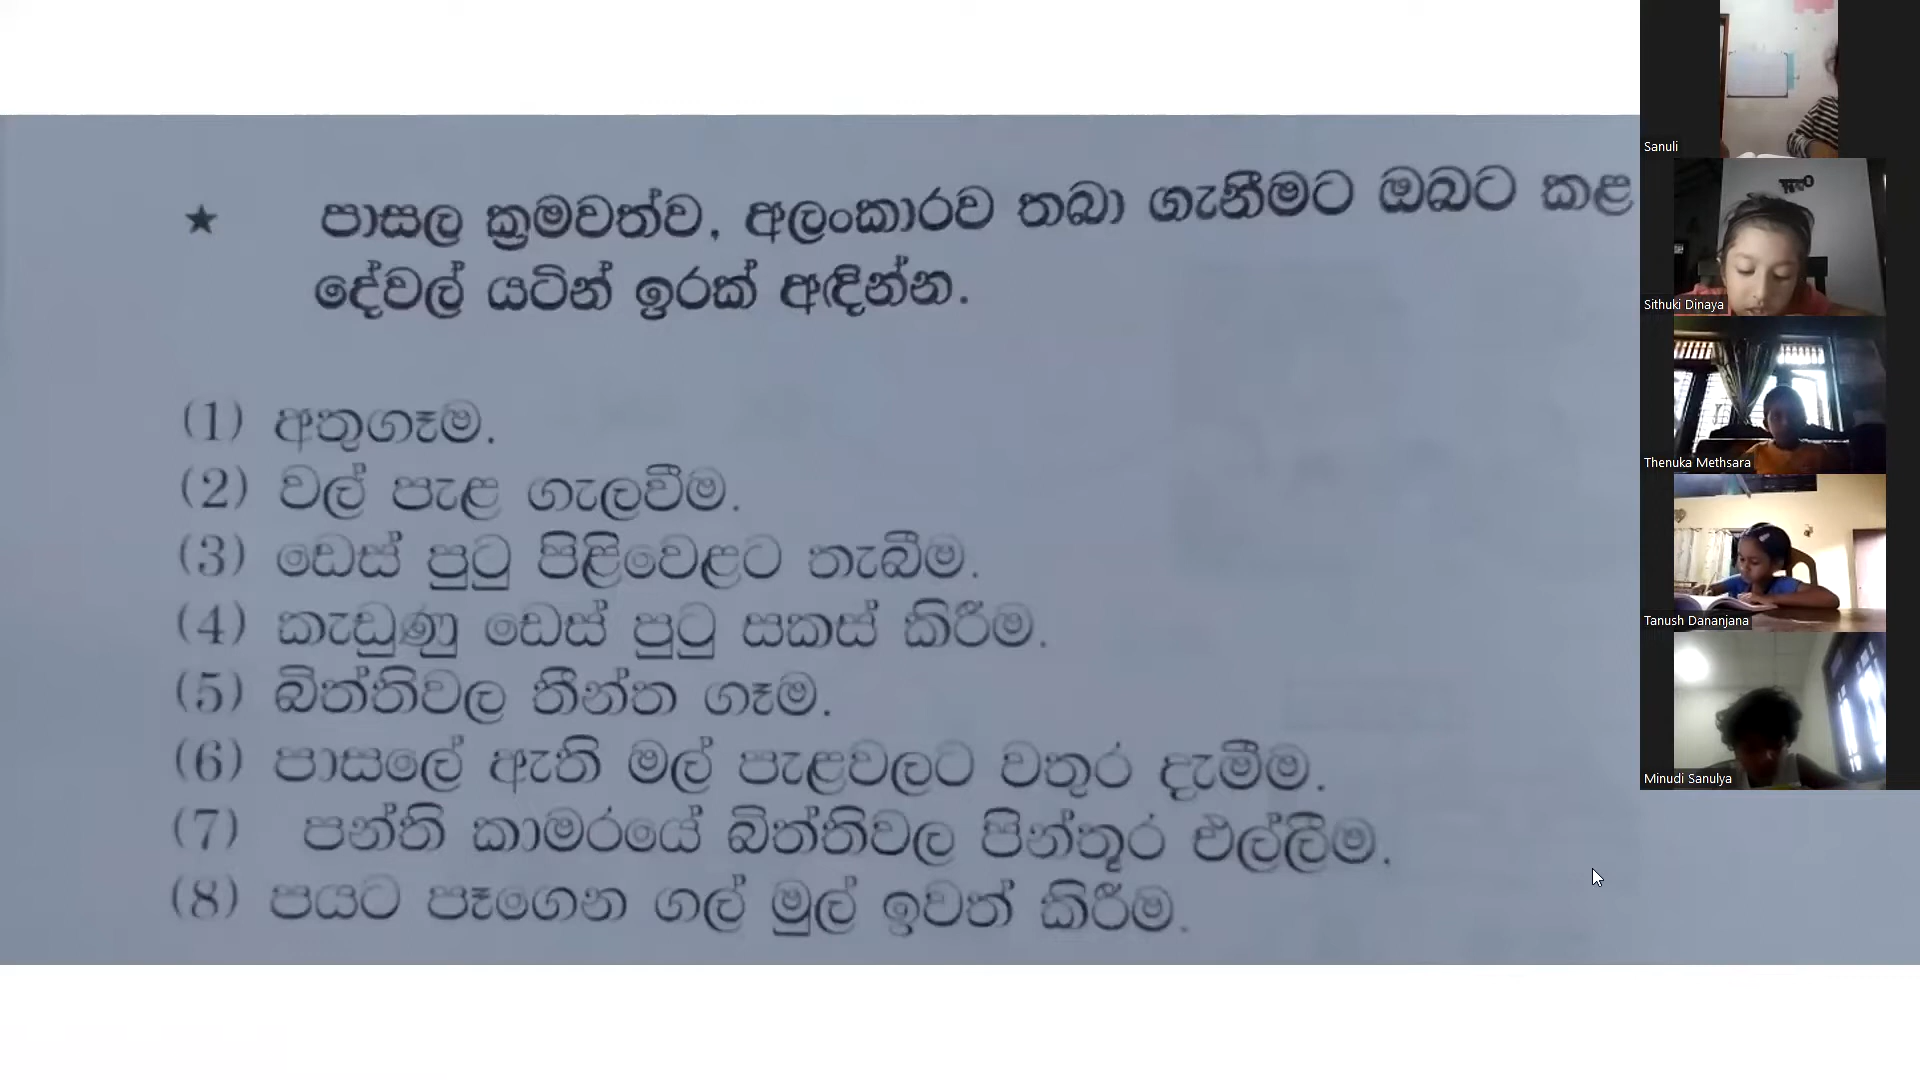 ★ පාසල ක්‍රමවත්ව, අලංකාරව තබා ගැනීමට ඔබට කළ
දේවල් යටින් ඉරක් අඳින්න.
(1) අතුගෑම.
(2) වල් පැළ ගැලවීම.
(3) ඩෙස් පුටු පිළිවෙළට තැබීම.
(4) කැඩුණු ඩෙස් පුටු සකස් කිරීම.
(5) බිත්තිවල තීන්ත ගෑම.
(6) පාසලේ ඇති මල් පැළවලට වතුර දැමීම.
(7) පන්ති කාමරයේ බිත්තිවල පින්තූර එල්ලීම.
(8) පයට පෑගෙන ගල් මුල් ඉවත් කිරීම.
Sanuli
Sithuki Dinaya
Thenuka Methsara
Tanush Dananjana
Minudi Sanulya